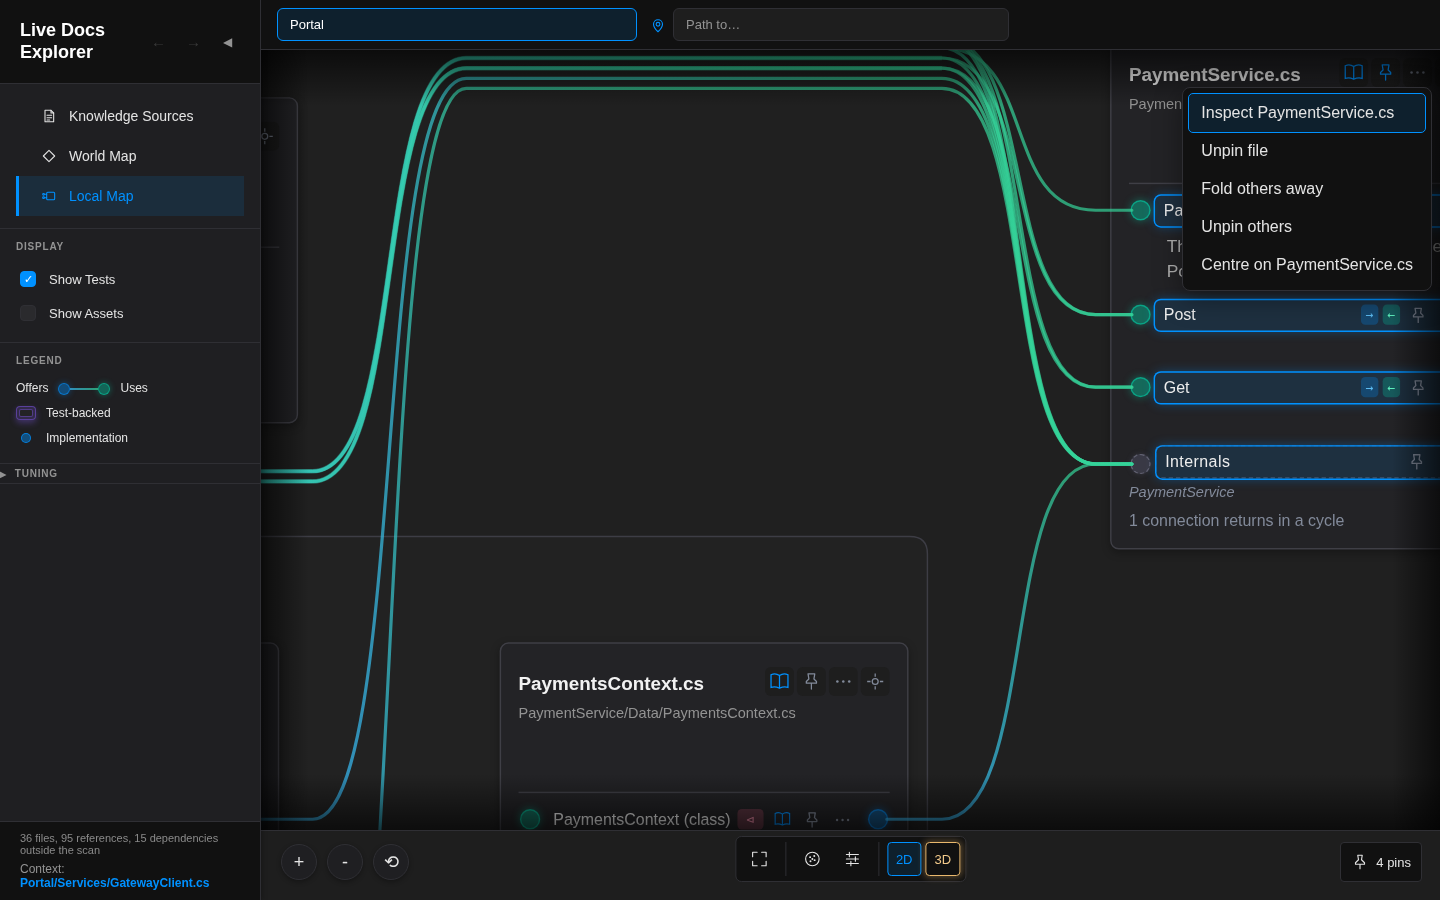 Live Docs
Explorer
Knowledge Sources
World Map
Local Map
DISPLAY
Show Tests
Show Assets
LEGEND
Offers
Uses
Test-backed
Implementation
TUNING
36 files, 95 references, 15 dependencies
outside the scan
Context:
Portal/Services/GatewayClient.cs
Portal
Path to…
PaymentService.cs
Inspect PaymentService.cs
Unpin file
Fold others away
Unpin others
Centre on PaymentService.cs
Post
Get
Internals
PaymentService
1 connection returns in a cycle
PaymentsContext.cs
PaymentService/Data/PaymentsContext.cs
PaymentsContext (class)
+
-
2D
3D
4 pins